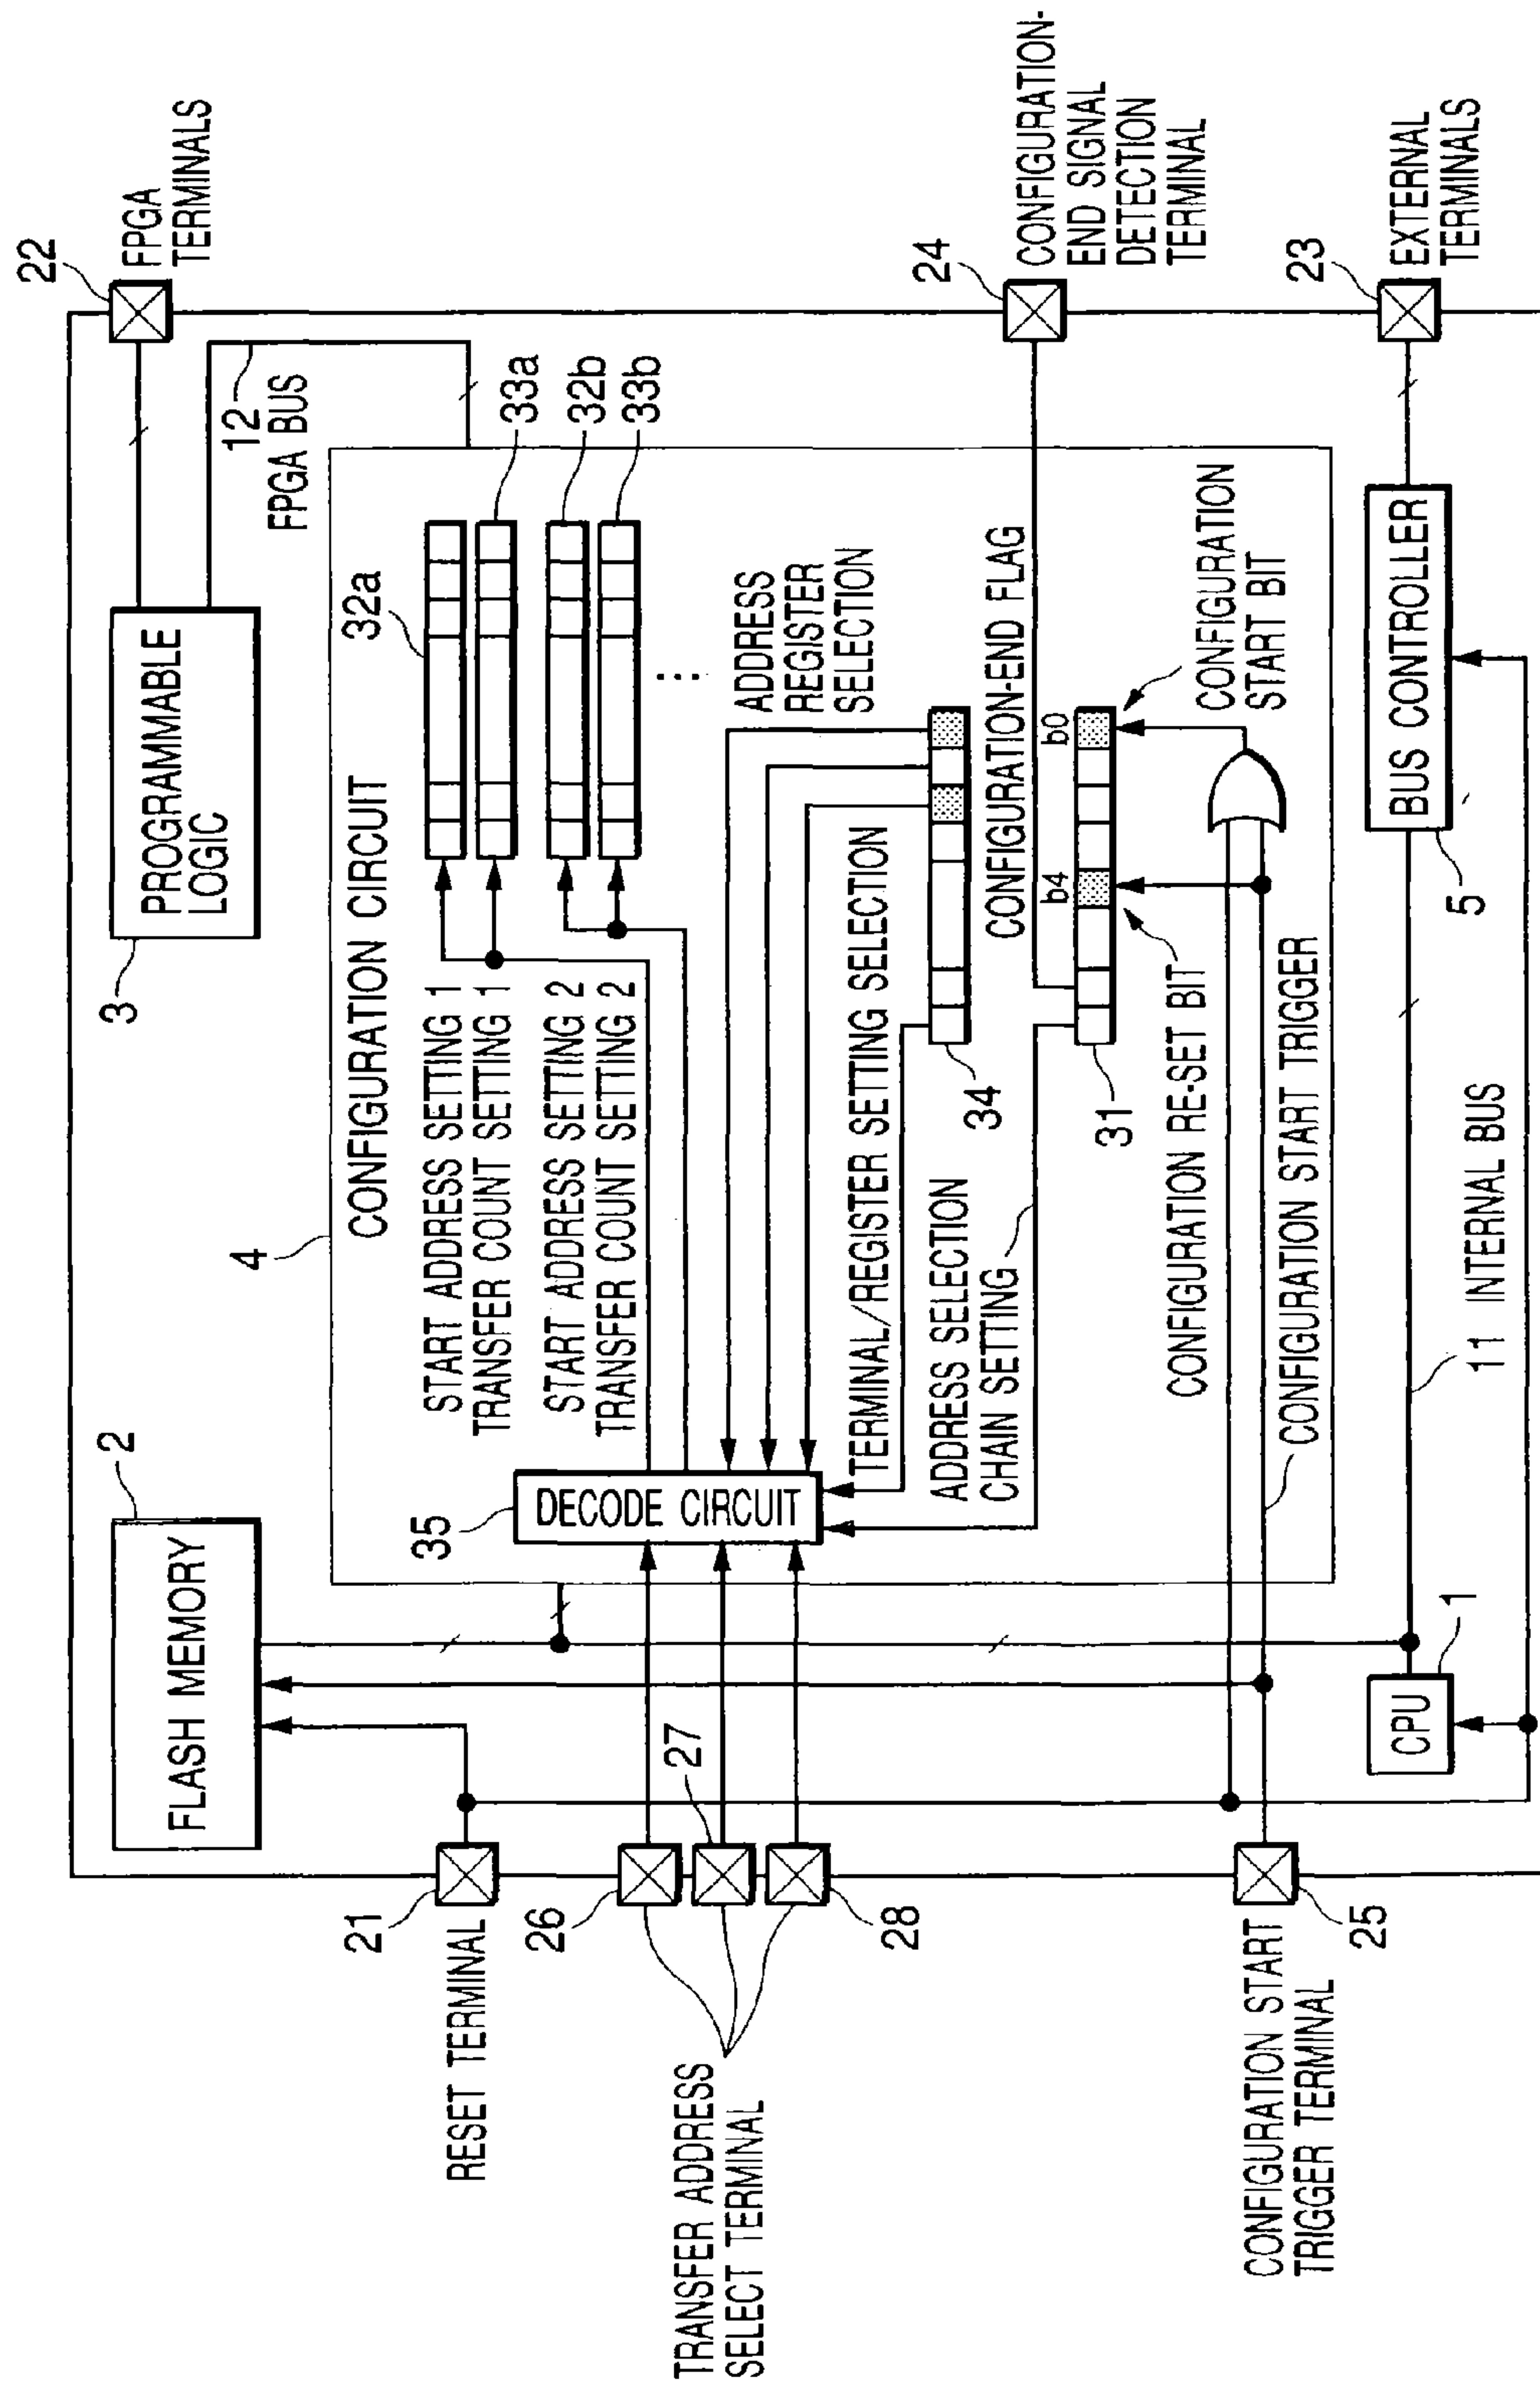 22
FPGA
TERMINALS
24
CONFIGURATION-
END SIGNAL
DETECTION
TERMINAL
23
EXTERNAL
TERMINALS
3
PROGRAMMABLE
LOGIC
12
FPGA BUS
4
CONFIGURATION CIRCUIT
32a
33a
32b
33b
START ADDRESS SETTING 1
TRANSFER COUNT SETTING 1
START ADDRESS SETTING 2
TRANSFER COUNT SETTING 2
...
ADDRESS
REGISTER
SELECTION
TERMINAL/REGISTER SETTING SELECTION
34
CONFIGURATION-END FLAG
ADDRESS SELECTION
CHAIN SETTING
b4
b0
31
CONFIGURATION
START BIT
CONFIGURATION RE-SET BIT
CONFIGURATION START TRIGGER
35
DECODE CIRCUIT
2
FLASH MEMORY
BUS CONTROLLER
5
11 INTERNAL BUS
CPU
1
21
RESET TERMINAL
26
27
28
TRANSFER ADDRESS
SELECT TERMINAL
25
CONFIGURATION START
TRIGGER TERMINAL